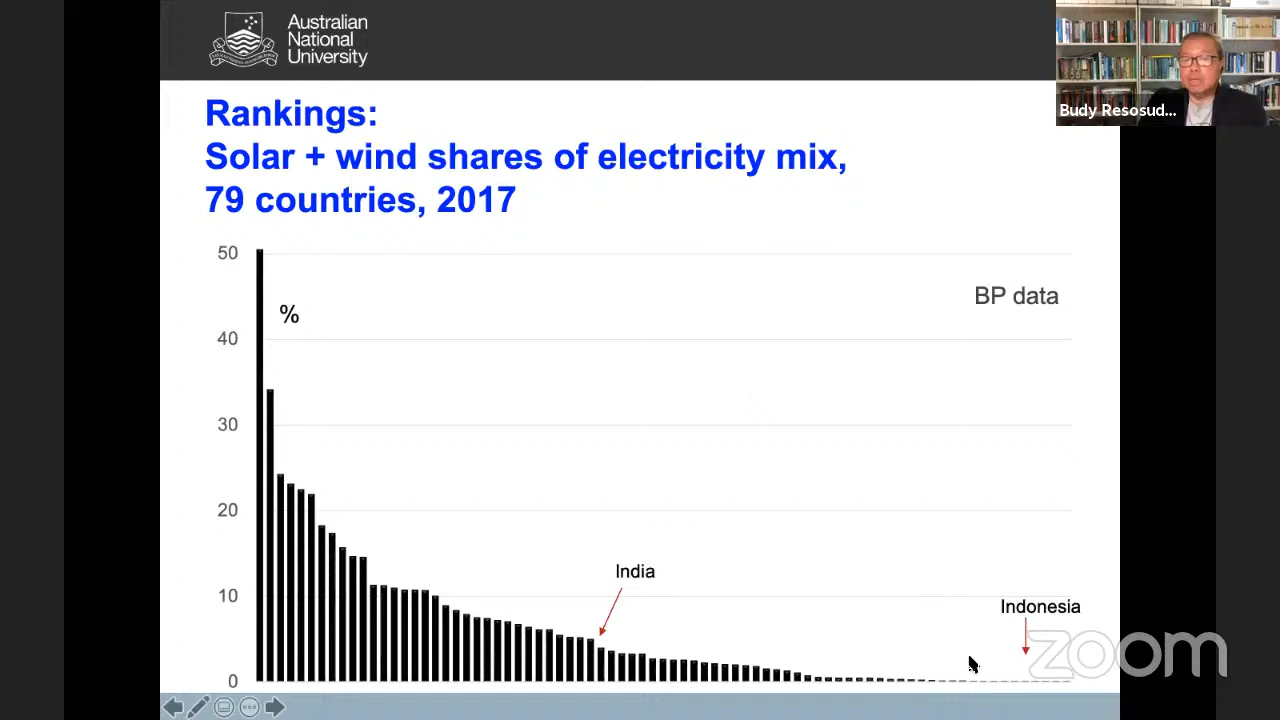 Australian
National
University
Budy Resosud...
Rankings:
Solar + wind shares of electricity mix,
79 countries, 2017
50
%
BP data
40
30
20
India
10
Indonesia
zoom
0